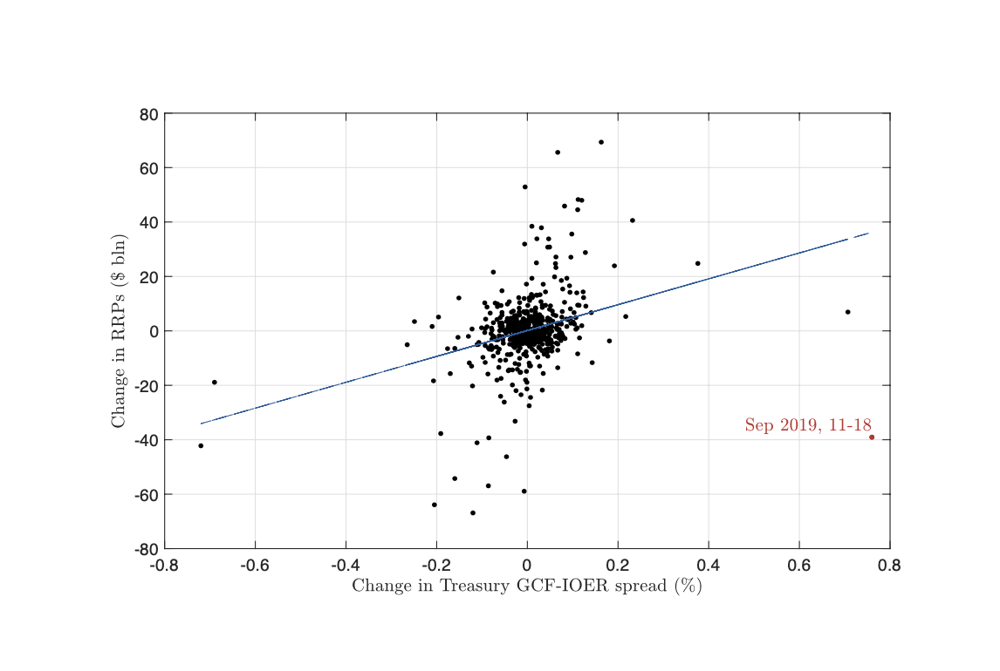 80
60
40
20
0
-20
-40
-60
-80
Change in RRPs ($ bln)
Sep 2019, 11-18
-0.8 -0.6 -0.4 -0.2 0 0.2 0.4 0.6 0.8
Change in Treasury GCF-IOER spread (%)